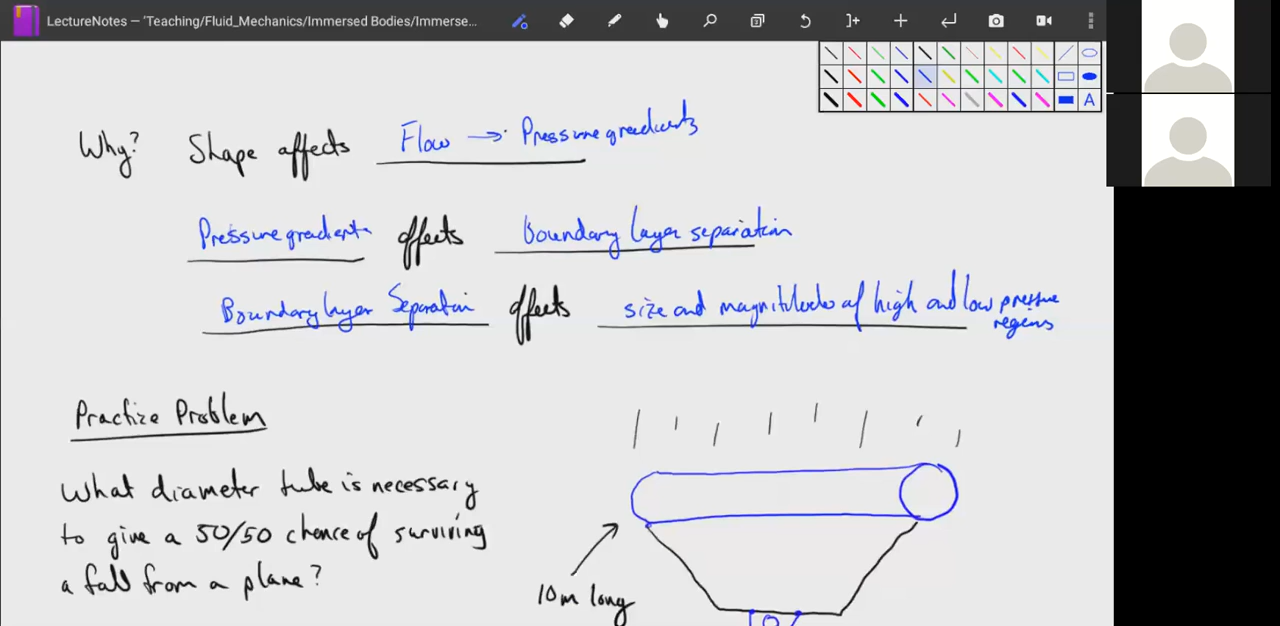 LectureNotes — 'Teaching/Fluid_Mechanics/Immersed Bodies/Immerse...
A
Why? Shape affects Flow → Pressure gradients
Pressure gradients affects boundary layer separation
Boundary layer Separation affects size and magnitudes of high and low pressure
regions
Practice Problem
What diameter tube is necessary
to give a 50/50 chance of surviving
a fall from a plane?
10m long